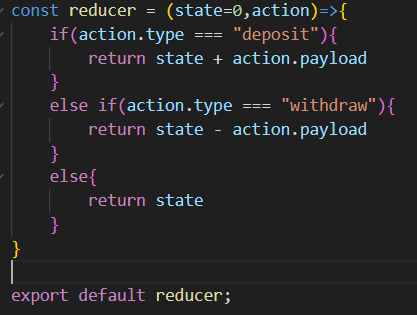 const reducer = (state=0,action)=>{
    if(action.type === "deposit"){
        return state + action.payload
    }
    else if(action.type === "withdraw"){
        return state - action.payload
    }
    else{
        return state
    }
}

export default reducer;